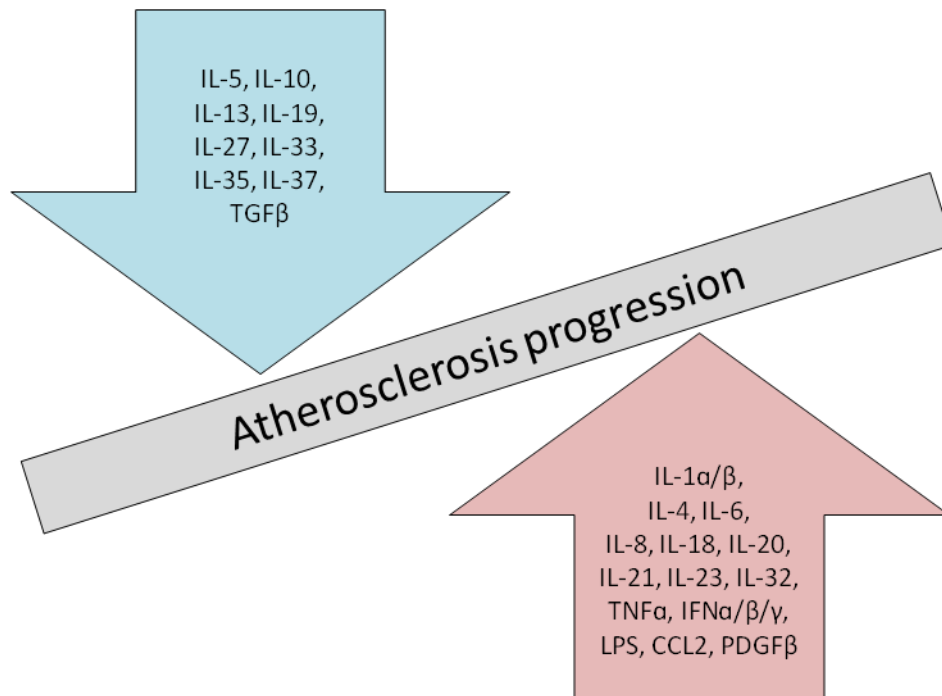 IL-5, IL-10,
IL-13, IL-19,
IL-27, IL-33,
IL-35, IL-37,
TGFβ
Atherosclerosis progression
IL-1α/β,
IL-4, IL-6,
IL-8, IL-18, IL-20,
IL-21, IL-23, IL-32,
TNFα, IFNα/β/γ,
LPS, CCL2, PDGFβ